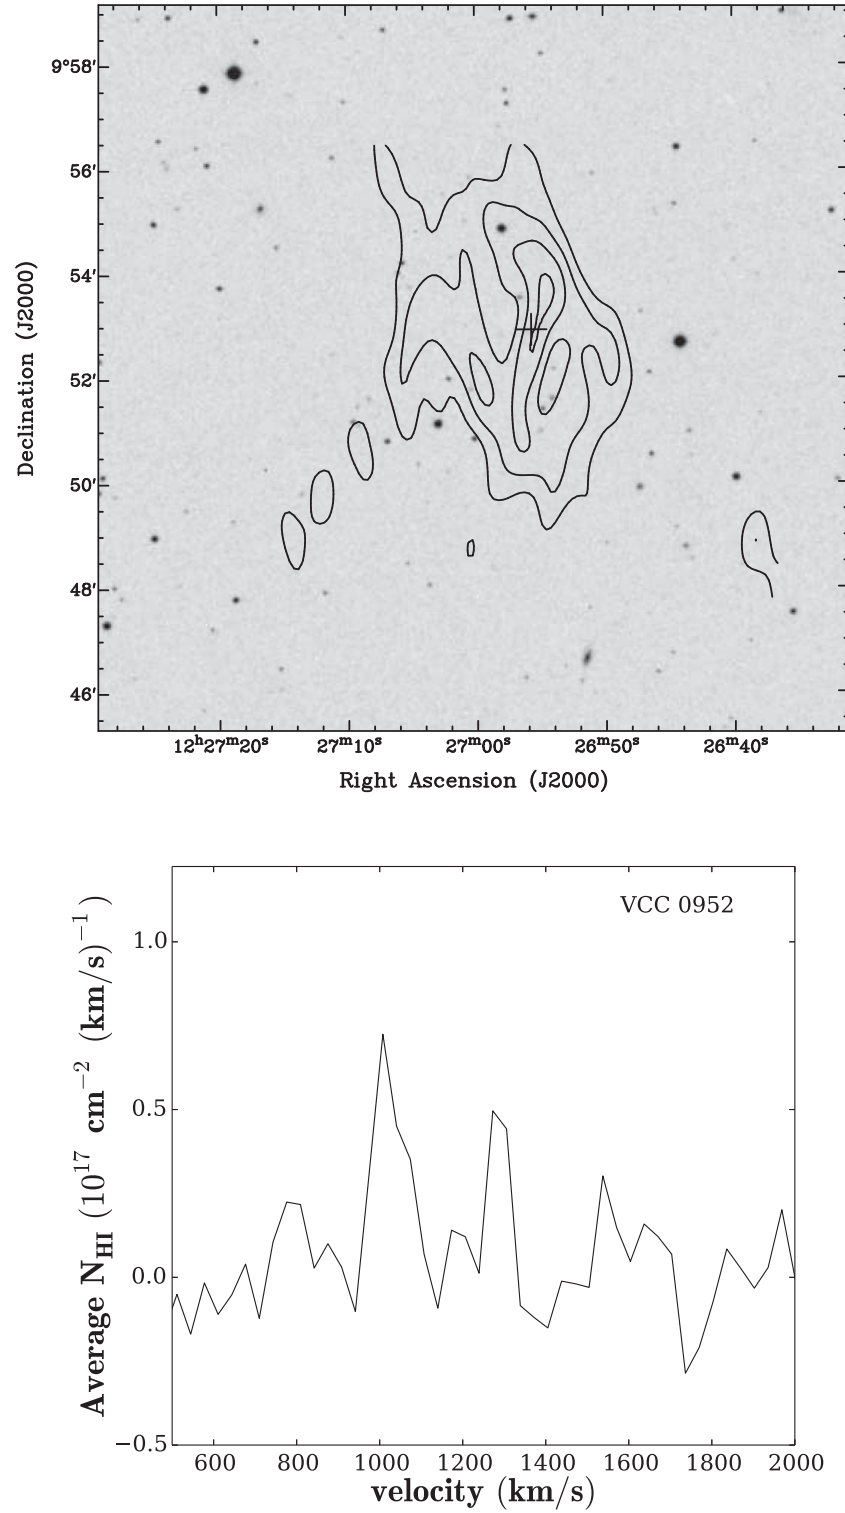 9°58′
56′
54′
52′
50′
48′
46′
Declination (J2000)
12ʰ27ᵐ20ˢ 27ᵐ10ˢ 27ᵐ00ˢ 26ᵐ50ˢ 26ᵐ40ˢ
Right Ascension (J2000)
VCC 0952
1.0
0.5
0.0
−0.5
Average N_HI (10¹⁷ cm⁻² (km/s)⁻¹)
600 800 1000 1200 1400 1600 1800 2000
velocity (km/s)